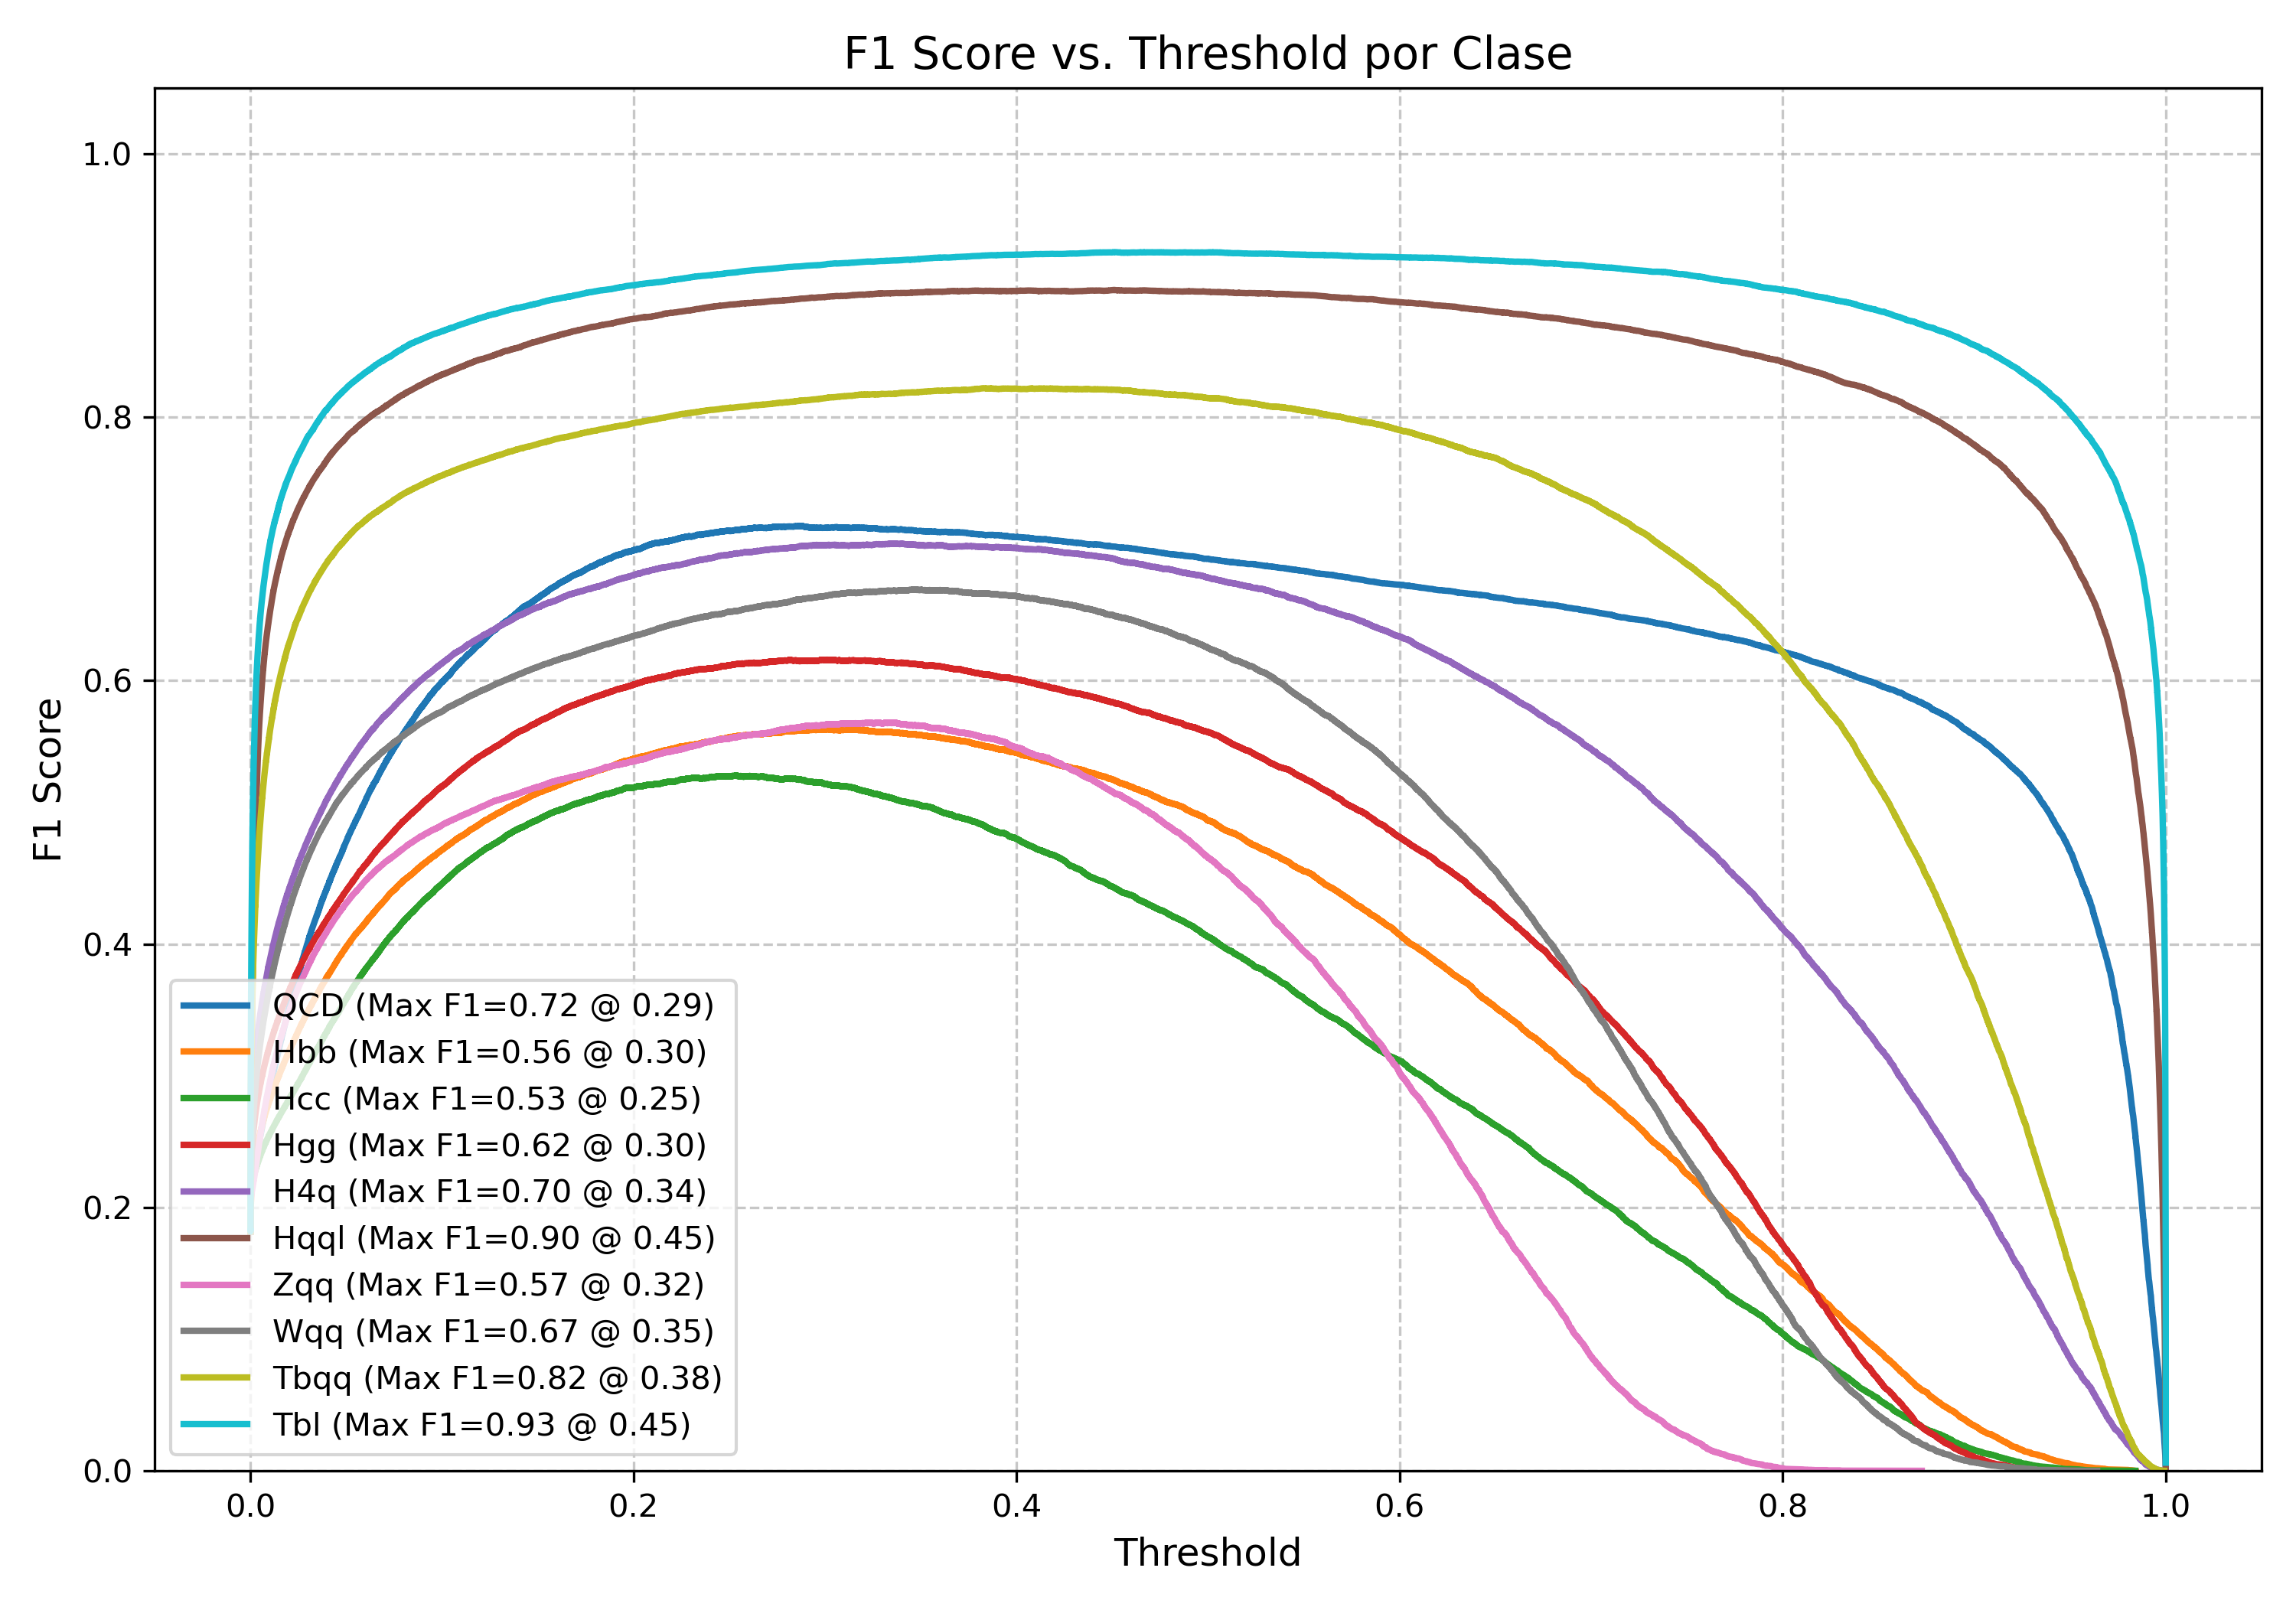 F1 Score vs. Threshold por Clase
1.0
0.8
0.6
0.4
0.2
0.0
F1 Score
QCD (Max F1=0.72 @ 0.29)
Hbb (Max F1=0.56 @ 0.30)
Hcc (Max F1=0.53 @ 0.25)
Hgg (Max F1=0.62 @ 0.30)
H4q (Max F1=0.70 @ 0.34)
Hqql (Max F1=0.90 @ 0.45)
Zqq (Max F1=0.57 @ 0.32)
Wqq (Max F1=0.67 @ 0.35)
Tbqq (Max F1=0.82 @ 0.38)
Tbl (Max F1=0.93 @ 0.45)
0.0 0.2 0.4 0.6 0.8 1.0
Threshold